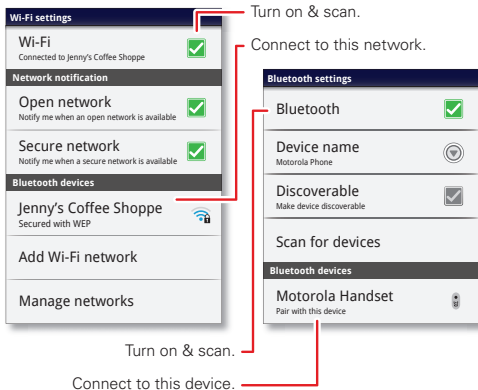 Turn on & scan.
Connect to this network.
Wi-Fi settings
Wi-Fi
Connected to Jenny's Coffee Shoppe
Network notification
Open network
Notify me when an open network is available
Secure network
Notify me when a secure network is available
Bluetooth devices
Jenny's Coffee Shoppe
Secured with WEP
Add Wi-Fi network
Manage networks
Bluetooth settings
Bluetooth
Device name
Motorola Phone
Discoverable
Make device discoverable
Scan for devices
Bluetooth devices
Motorola Handset
Pair with this device
Turn on & scan.
Connect to this device.